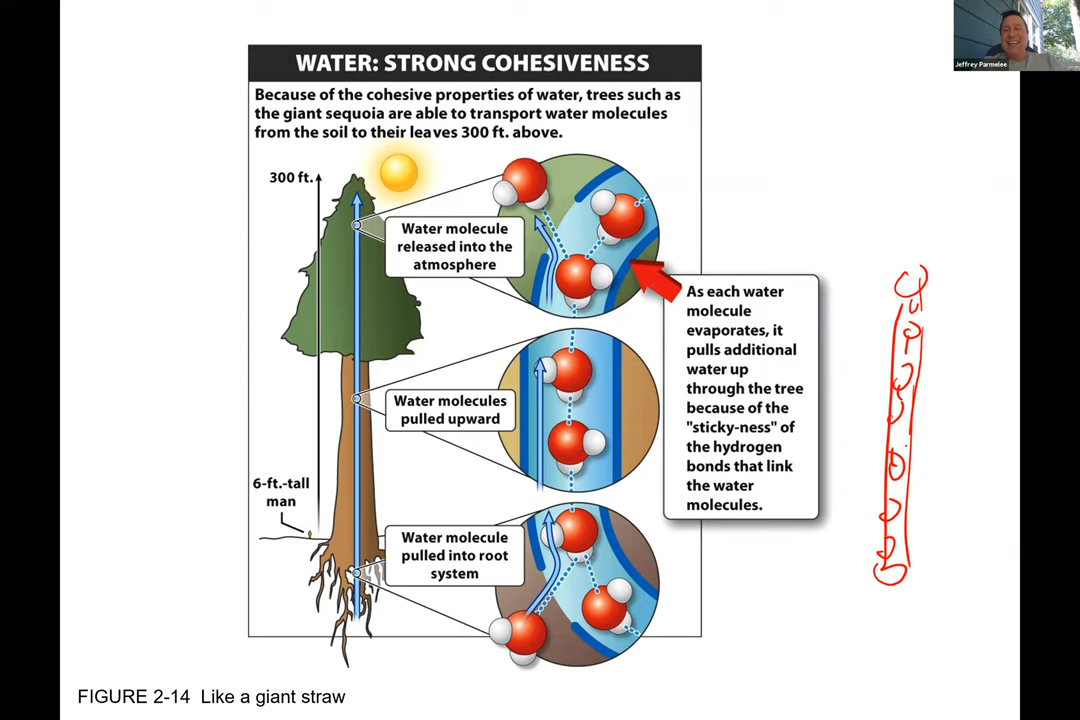 Jeffrey Parmelee
WATER: STRONG COHESIVENESS
Because of the cohesive properties of water, trees such as
the giant sequoia are able to transport water molecules
from the soil to their leaves 300 ft. above.
300 ft.
Water molecule
released into the
atmosphere
As each water
molecule
evaporates, it
pulls additional
water up
through the tree
because of the
"sticky-ness" of
the hydrogen
bonds that link
the water
molecules.
Water molecules
pulled upward
6-ft.-tall
man
Water molecule
pulled into root
system
FIGURE 2-14 Like a giant straw